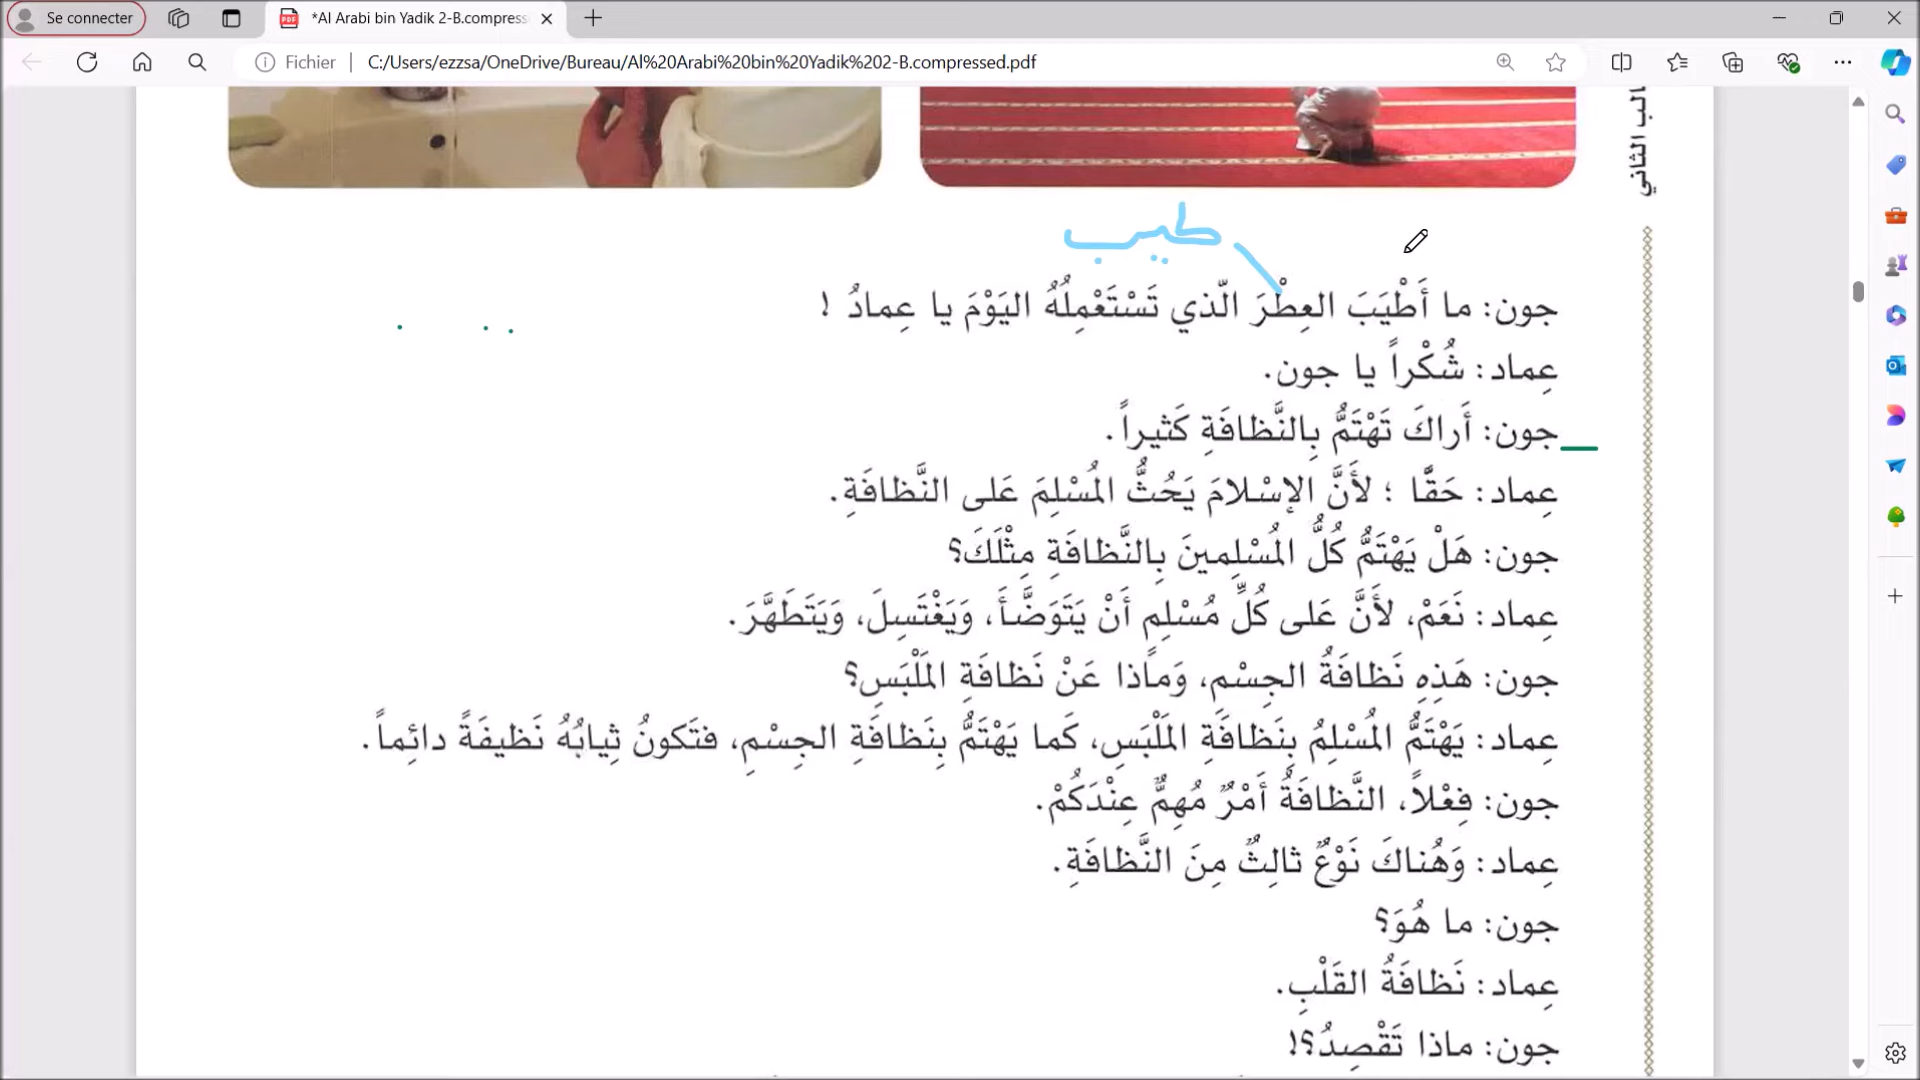 Se connecter
*Al Arabi bin Yadik 2-B.compress
Fichier
C:/Users/ezzsa/OneDrive/Bureau/Al%20Arabi%20bin%20Yadik%202-B.compressed.pdf
الثاني
طيب
جون: ما أَطْيَبَ العِطْرَ الّذي تَسْتَعْمِلُهُ اليَوْمَ يا عِمادُ !
عِماد: شُكْراً يا جون.
جون: أَراكَ تَهْتَمُّ بِالنَّظافَةِ كَثيراً.
عِماد: حَقًّا ؛ لأَنَّ الإِسْلامَ يَحُثُّ المُسْلِمَ عَلى النَّظافَةِ.
جون: هَلْ يَهْتَمُّ كُلُّ المُسْلِمينَ بِالنَّظافَةِ مِثْلَكَ؟
عِماد: نَعَمْ، لأَنَّ عَلى كُلِّ مُسْلِمٍ أَنْ يَتَوَضَّأَ، وَيَغْتَسِلَ، وَيَتَطَهَّرَ.
جون: هَذِهِ نَظافَةُ الجِسْمِ، وَماذا عَنْ نَظافَةِ المَلْبَسِ؟
عِماد: يَهْتَمُّ المُسْلِمُ بِنَظافَةِ المَلْبَسِ، كَما يَهْتَمُّ بِنَظافَةِ الجِسْمِ، فتَكونُ ثِيابُهُ نَظيفَةً دائِماً.
جون: فِعْلاً، النَّظافَةُ أَمْرٌ مُهِمٌّ عِنْدَكُمْ.
عِماد: وَهُناكَ نَوْعٌ ثالِثٌ مِنَ النَّظافَةِ.
جون: ما هُوَ؟
عِماد: نَظافَةُ القَلْبِ.
جون: ماذا تَقْصِدُ؟!